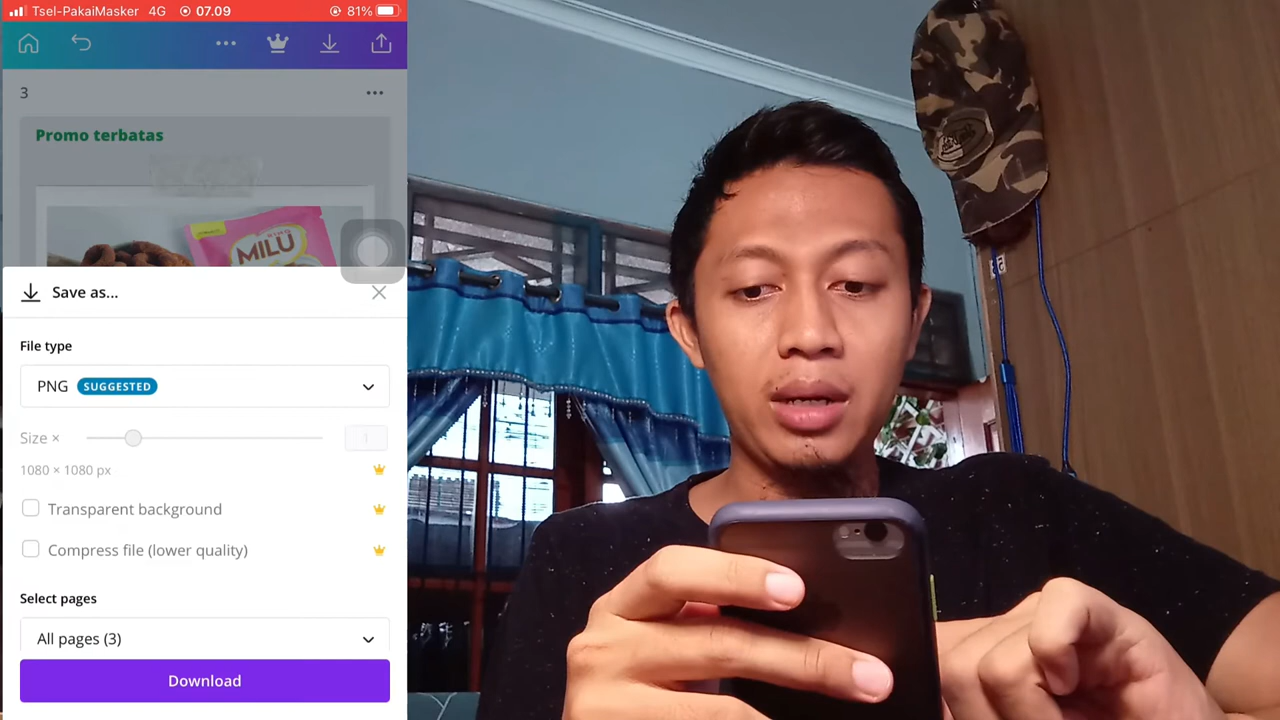 Tsel-PakaiMasker 4G 07.09 81%
3
Promo terbatas
MILU
Save as...
File type
PNG SUGGESTED
Size × 1
1080 × 1080 px
Transparent background
Compress file (lower quality)
Select pages
All pages (3)
Download